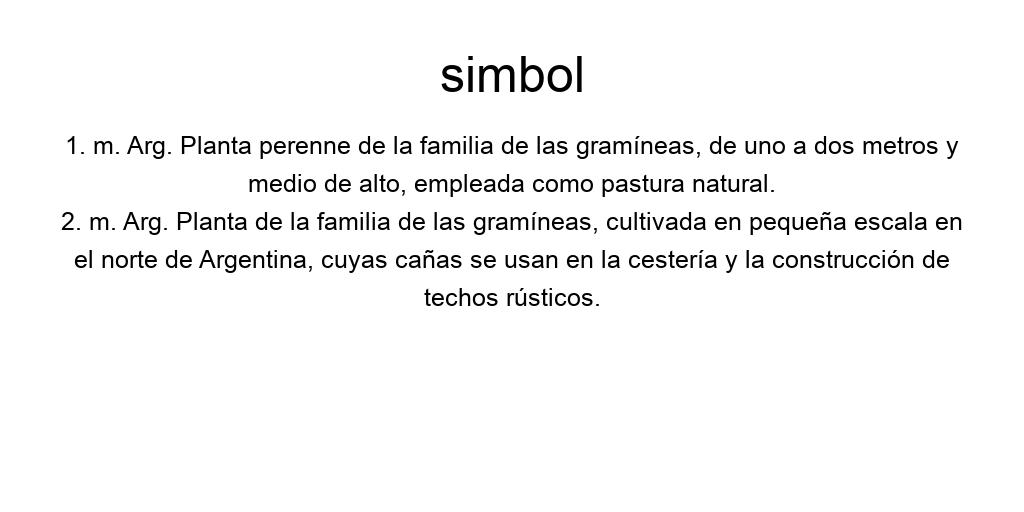 simbol
1. m. Arg. Planta perenne de la familia de las gramíneas, de uno a dos metros y
medio de alto, empleada como pastura natural.
2. m. Arg. Planta de la familia de las gramíneas, cultivada en pequeña escala en
el norte de Argentina, cuyas cañas se usan en la cestería y la construcción de
techos rústicos.